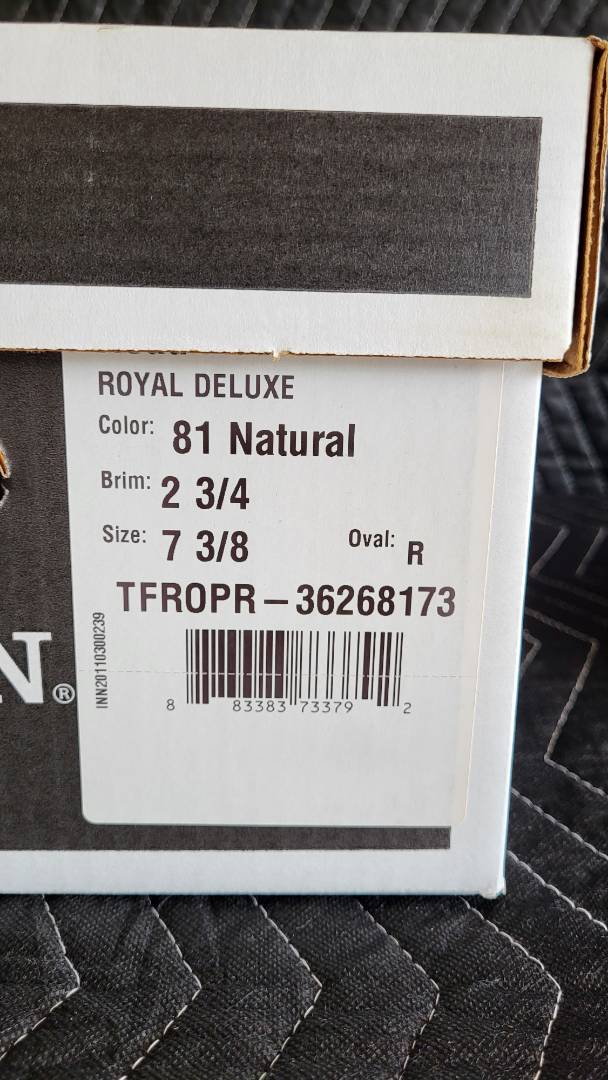 ROYAL DELUXE
Color: 81 Natural
Brim: 2 3/4
Size: 7 3/8 Oval: R
TFROPR-36268173
INN20110300239
8 83383 73379 2
N®